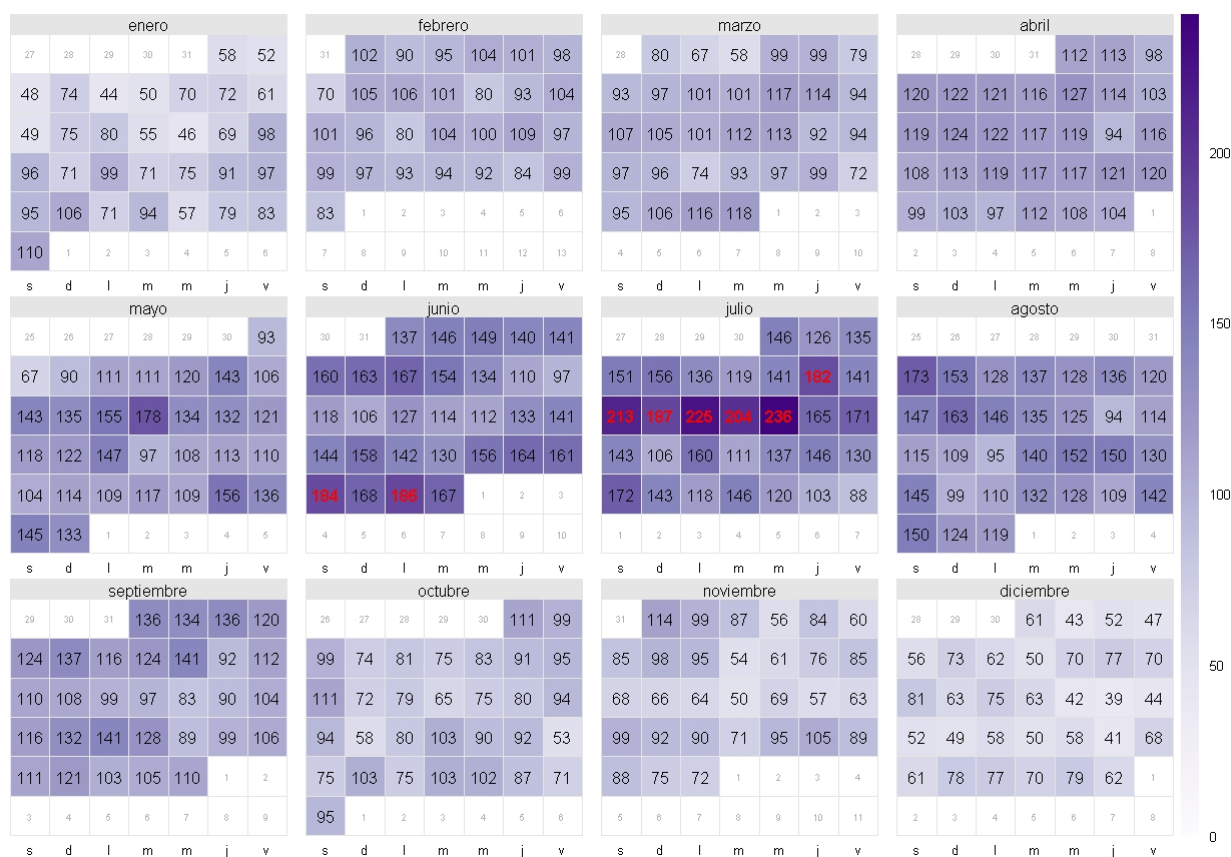 enero febrero marzo abril
27 28 29 30 31 58 52 31 102 90 95 104 101 98 28 80 67 58 99 99 79 29 30 31 112 113 98
48 74 44 50 70 72 61 70 105 106 101 80 93 104 93 97 101 101 117 114 94 120 122 121 116 127 114 103
49 75 80 55 46 69 98 101 96 80 104 100 109 97 107 105 101 112 113 92 94 119 124 122 117 119 94 116
200
96 71 99 71 75 91 97 99 97 93 94 92 84 99 97 96 74 93 97 99 72 108 113 119 117 117 121 120
95 106 71 94 57 79 83 83 1 2 3 4 5 6 95 106 116 118 1 2 3 99 103 97 112 108 104 1
110 1 2 3 4 5 6 7 8 9 10 11 12 13 4 5 6 7 8 9 10 2 3 4 5 6 7 8
s d l m m j v s d l m m j v s d l m m j v s d l m m j v
mayo junio julio agosto
150
25 26 27 28 29 30 93 30 31 137 146 149 140 141 27 28 29 30 146 126 135 25 26 27 28 29 30 31
67 90 111 111 120 143 106 160 163 167 154 134 110 97 151 156 136 119 141 182 141 173 153 128 137 128 136 120
143 135 155 178 134 132 121 118 106 127 114 112 133 141 213 187 225 204 236 165 171 147 163 146 135 125 94 114
118 122 147 97 108 113 110 144 158 142 130 156 164 161 143 106 160 111 137 146 130 115 109 95 140 152 150 130
100
104 114 109 117 109 156 136 184 168 185 167 1 2 3 172 143 118 146 120 103 88 145 99 110 132 128 109 142
145 133 1 2 3 4 5 4 5 6 7 8 9 10 1 2 3 4 5 6 7 150 124 119 1 2 3 4
s d l m m j v s d l m m j v s d l m m j v s d l m m j v
septiembre octubre noviembre diciembre
29 30 31 136 134 136 120 26 27 28 29 30 111 99 31 114 99 87 56 84 60 28 29 30 61 43 52 47
124 137 116 124 141 92 112 99 74 81 75 83 91 95 85 98 95 54 61 76 85 56 73 62 50 70 77 70
50
110 108 99 97 83 90 104 111 72 79 65 75 80 94 68 66 64 50 69 57 63 81 63 75 63 42 39 44
116 132 141 128 89 99 106 94 58 80 103 90 92 53 99 92 90 71 95 105 89 52 49 58 50 58 41 68
111 121 103 105 110 1 2 75 103 75 103 102 87 71 88 75 72 1 2 3 4 61 78 77 70 79 62 1
3 4 5 6 7 8 9 95 1 2 3 4 5 6 5 6 7 8 9 10 11 2 3 4 5 6 7 8
0
s d l m m j v s d l m m j v s d l m m j v s d l m m j v